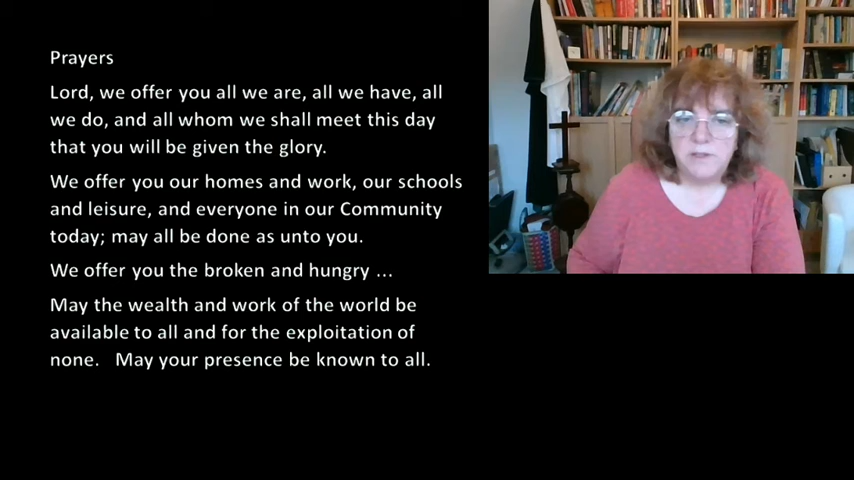 Prayers
Lord, we offer you all we are, all we have, all
we do, and all whom we shall meet this day
that you will be given the glory.
We offer you our homes and work, our schools
and leisure, and everyone in our Community
today; may all be done as unto you.
We offer you the broken and hungry ...
May the wealth and work of the world be
available to all and for the exploitation of
none.   May your presence be known to all.